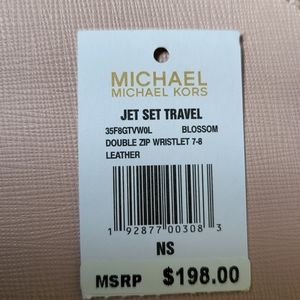 MICHAEL
MICHAEL KORS
JET SET TRAVEL
35F8GTVW0L BLOSSOM
DOUBLE ZIP WRISTLET 7-8
LEATHER
1 92877 00308 3
NS
MSRP $198.00